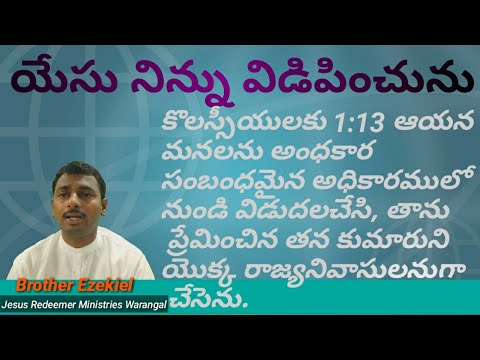 యేసు నిన్ను విడిపించును
కొలస్సీయులకు 1:13 ఆయన
మనలను అంధకార
సంబంధమైన అధికారములో
నుండి విడుదలచేసి, తాను
ప్రేమించిన తన కుమారుని
యొక్క రాజ్యనివాసులనుగా
చేసెను.
Brother Ezekiel
Jesus Redeemer Ministries Warangal